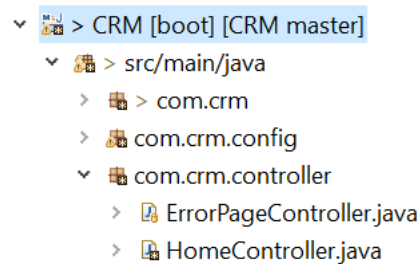 > CRM [boot] [CRM master]
> src/main/java
> com.crm
com.crm.config
com.crm.controller
ErrorPageController.java
HomeController.java